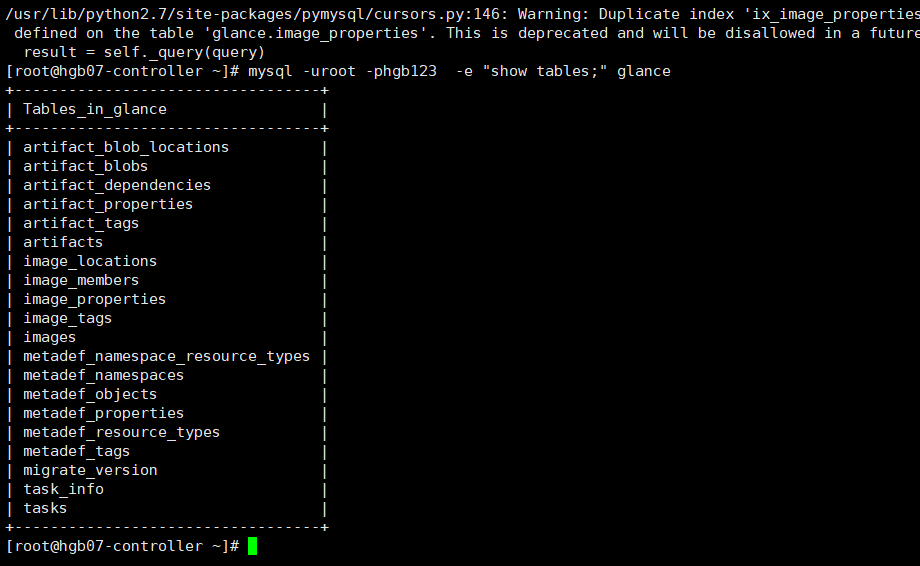 /usr/lib/python2.7/site-packages/pymysql/cursors.py:146: Warning: Duplicate index 'ix_image_properties
 defined on the table 'glance.image_properties'. This is deprecated and will be disallowed in a future
  result = self._query(query)
[root@hgb07-controller ~]# mysql -uroot -phgb123  -e "show tables;" glance
+----------------------------------+
| Tables_in_glance                 |
+----------------------------------+
| artifact_blob_locations          |
| artifact_blobs                   |
| artifact_dependencies            |
| artifact_properties              |
| artifact_tags                    |
| artifacts                        |
| image_locations                  |
| image_members                    |
| image_properties                 |
| image_tags                       |
| images                           |
| metadef_namespace_resource_types |
| metadef_namespaces               |
| metadef_objects                  |
| metadef_properties               |
| metadef_resource_types           |
| metadef_tags                     |
| migrate_version                  |
| task_info                        |
| tasks                            |
+----------------------------------+
[root@hgb07-controller ~]#